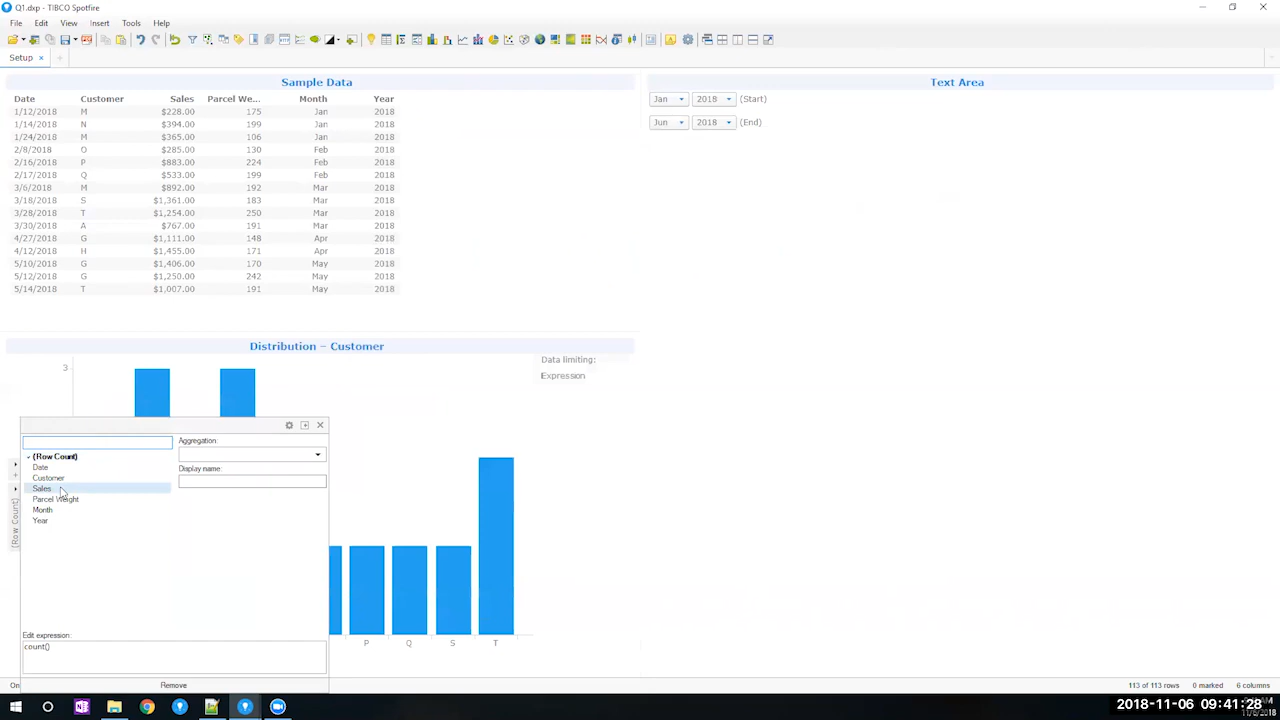 Q1.dxp - TIBCO Spotfire
File Edit View Insert Tools Help
Setup
Sample Data
Date Customer Sales Parcel We... Month Year
1/12/2018 M $228.00 175 Jan 2018
1/14/2018 N $394.00 199 Jan 2018
1/24/2018 M $365.00 106 Jan 2018
2/8/2018 O $285.00 130 Feb 2018
2/16/2018 P $883.00 224 Feb 2018
2/17/2018 Q $533.00 199 Feb 2018
3/6/2018 M $892.00 192 Mar 2018
3/18/2018 S $1,361.00 183 Mar 2018
3/28/2018 T $1,254.00 250 Mar 2018
3/30/2018 A $767.00 191 Mar 2018
4/27/2018 G $1,111.00 148 Apr 2018
4/12/2018 H $1,455.00 171 Apr 2018
5/10/2018 G $1,406.00 170 May 2018
5/12/2018 G $1,250.00 242 May 2018
5/14/2018 T $1,007.00 191 May 2018
Text Area
Jan 2018 (Start)
Jun 2018 (End)
Distribution – Customer
Data limiting:
Expression
3
(Row Count)
Aggregation:
(Row Count)
Date
Display name:
Customer
Sales
Parcel Weight
Month
Year
Edit expression:
count()
Remove
P Q S T
On
113 of 113 rows 0 marked 6 columns
2018-11-06 09:41:28